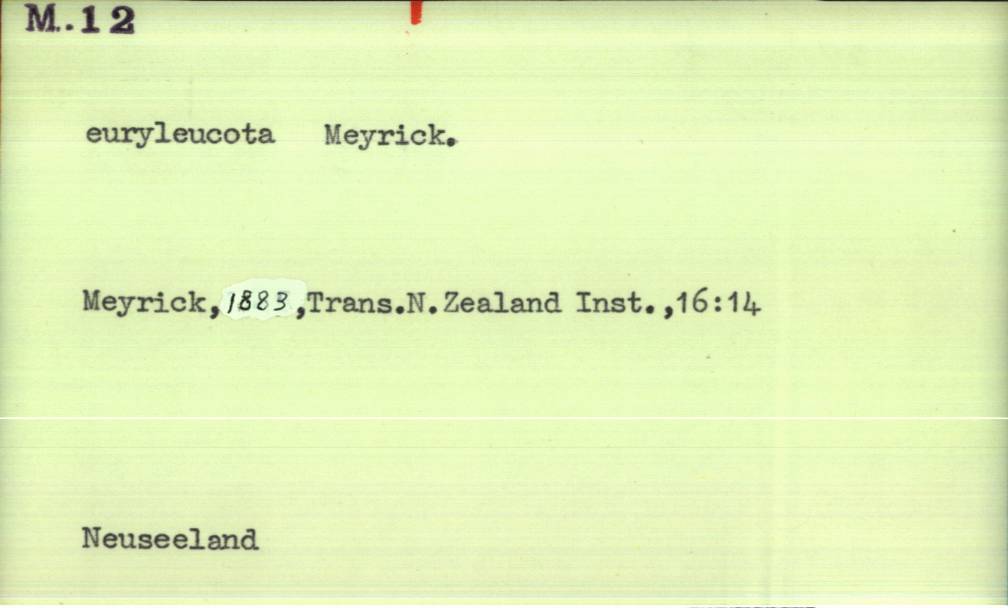 M.12
euryleucota Meyrick.
Meyrick,1883,Trans.N.Zealand Inst.,16:14
Neuseeland